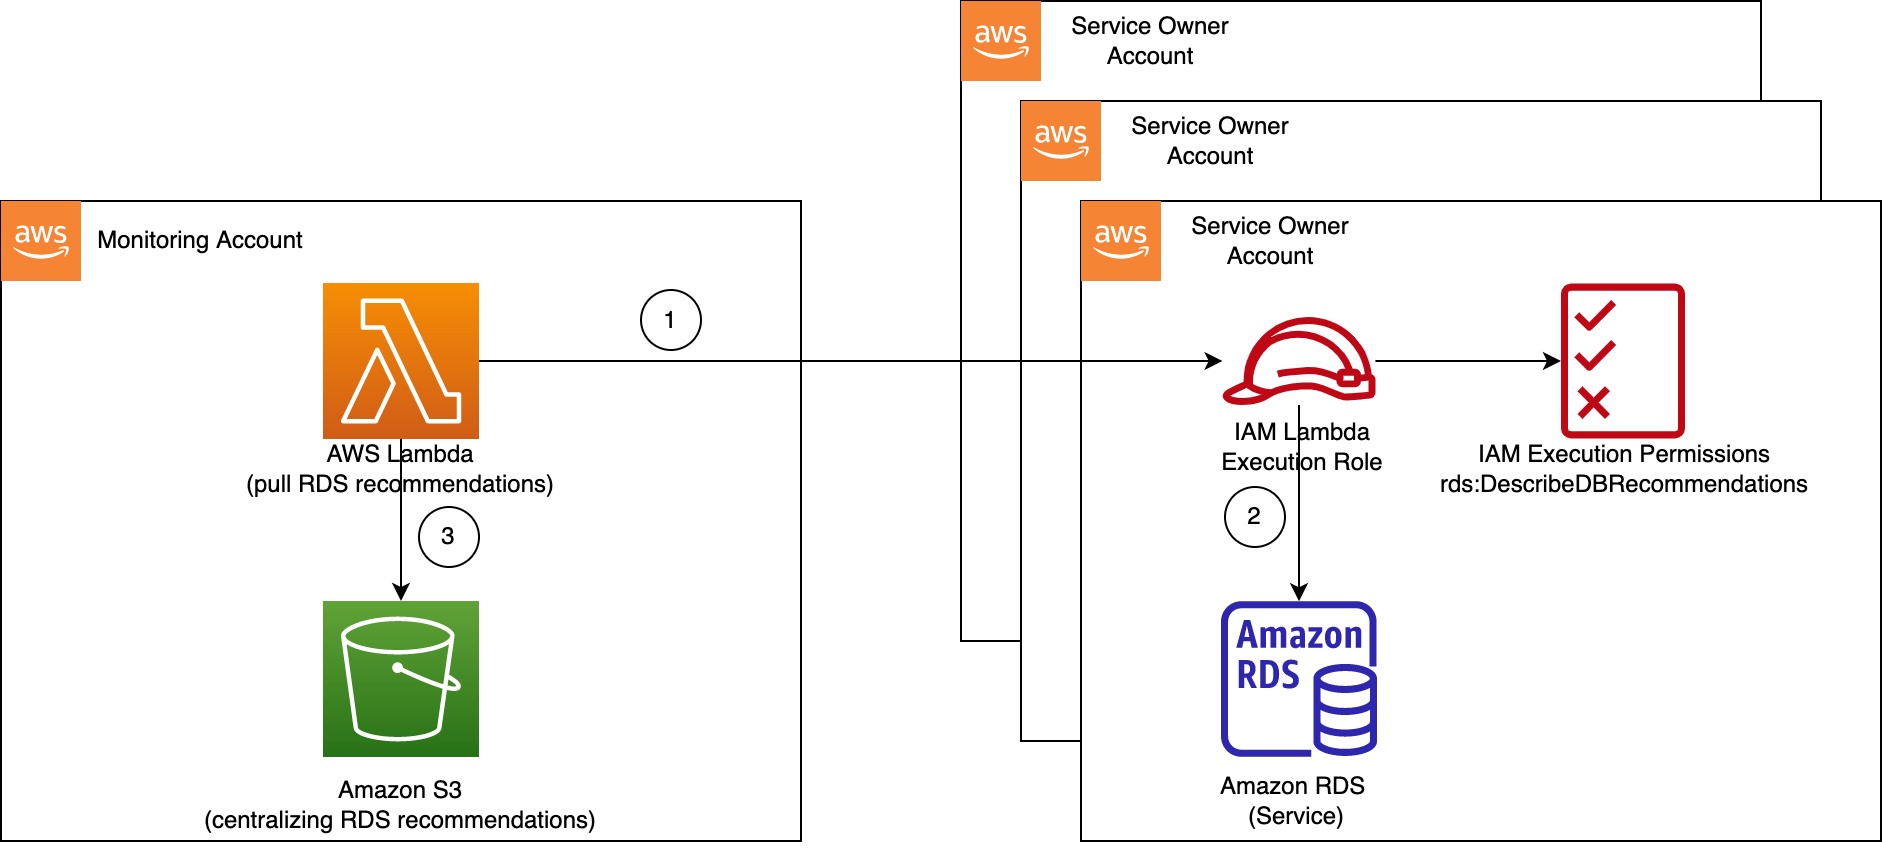 aws
Service Owner
Account
aws
Service Owner
Account
aws
Service Owner
Account
aws
Monitoring Account
1
AWS Lambda
(pull RDS recommendations)
3
Amazon S3
(centralizing RDS recommendations)
IAM Lambda
Execution Role
IAM Execution Permissions
rds:DescribeDBRecommendations
2
Amazon
RDS
Amazon RDS
(Service)